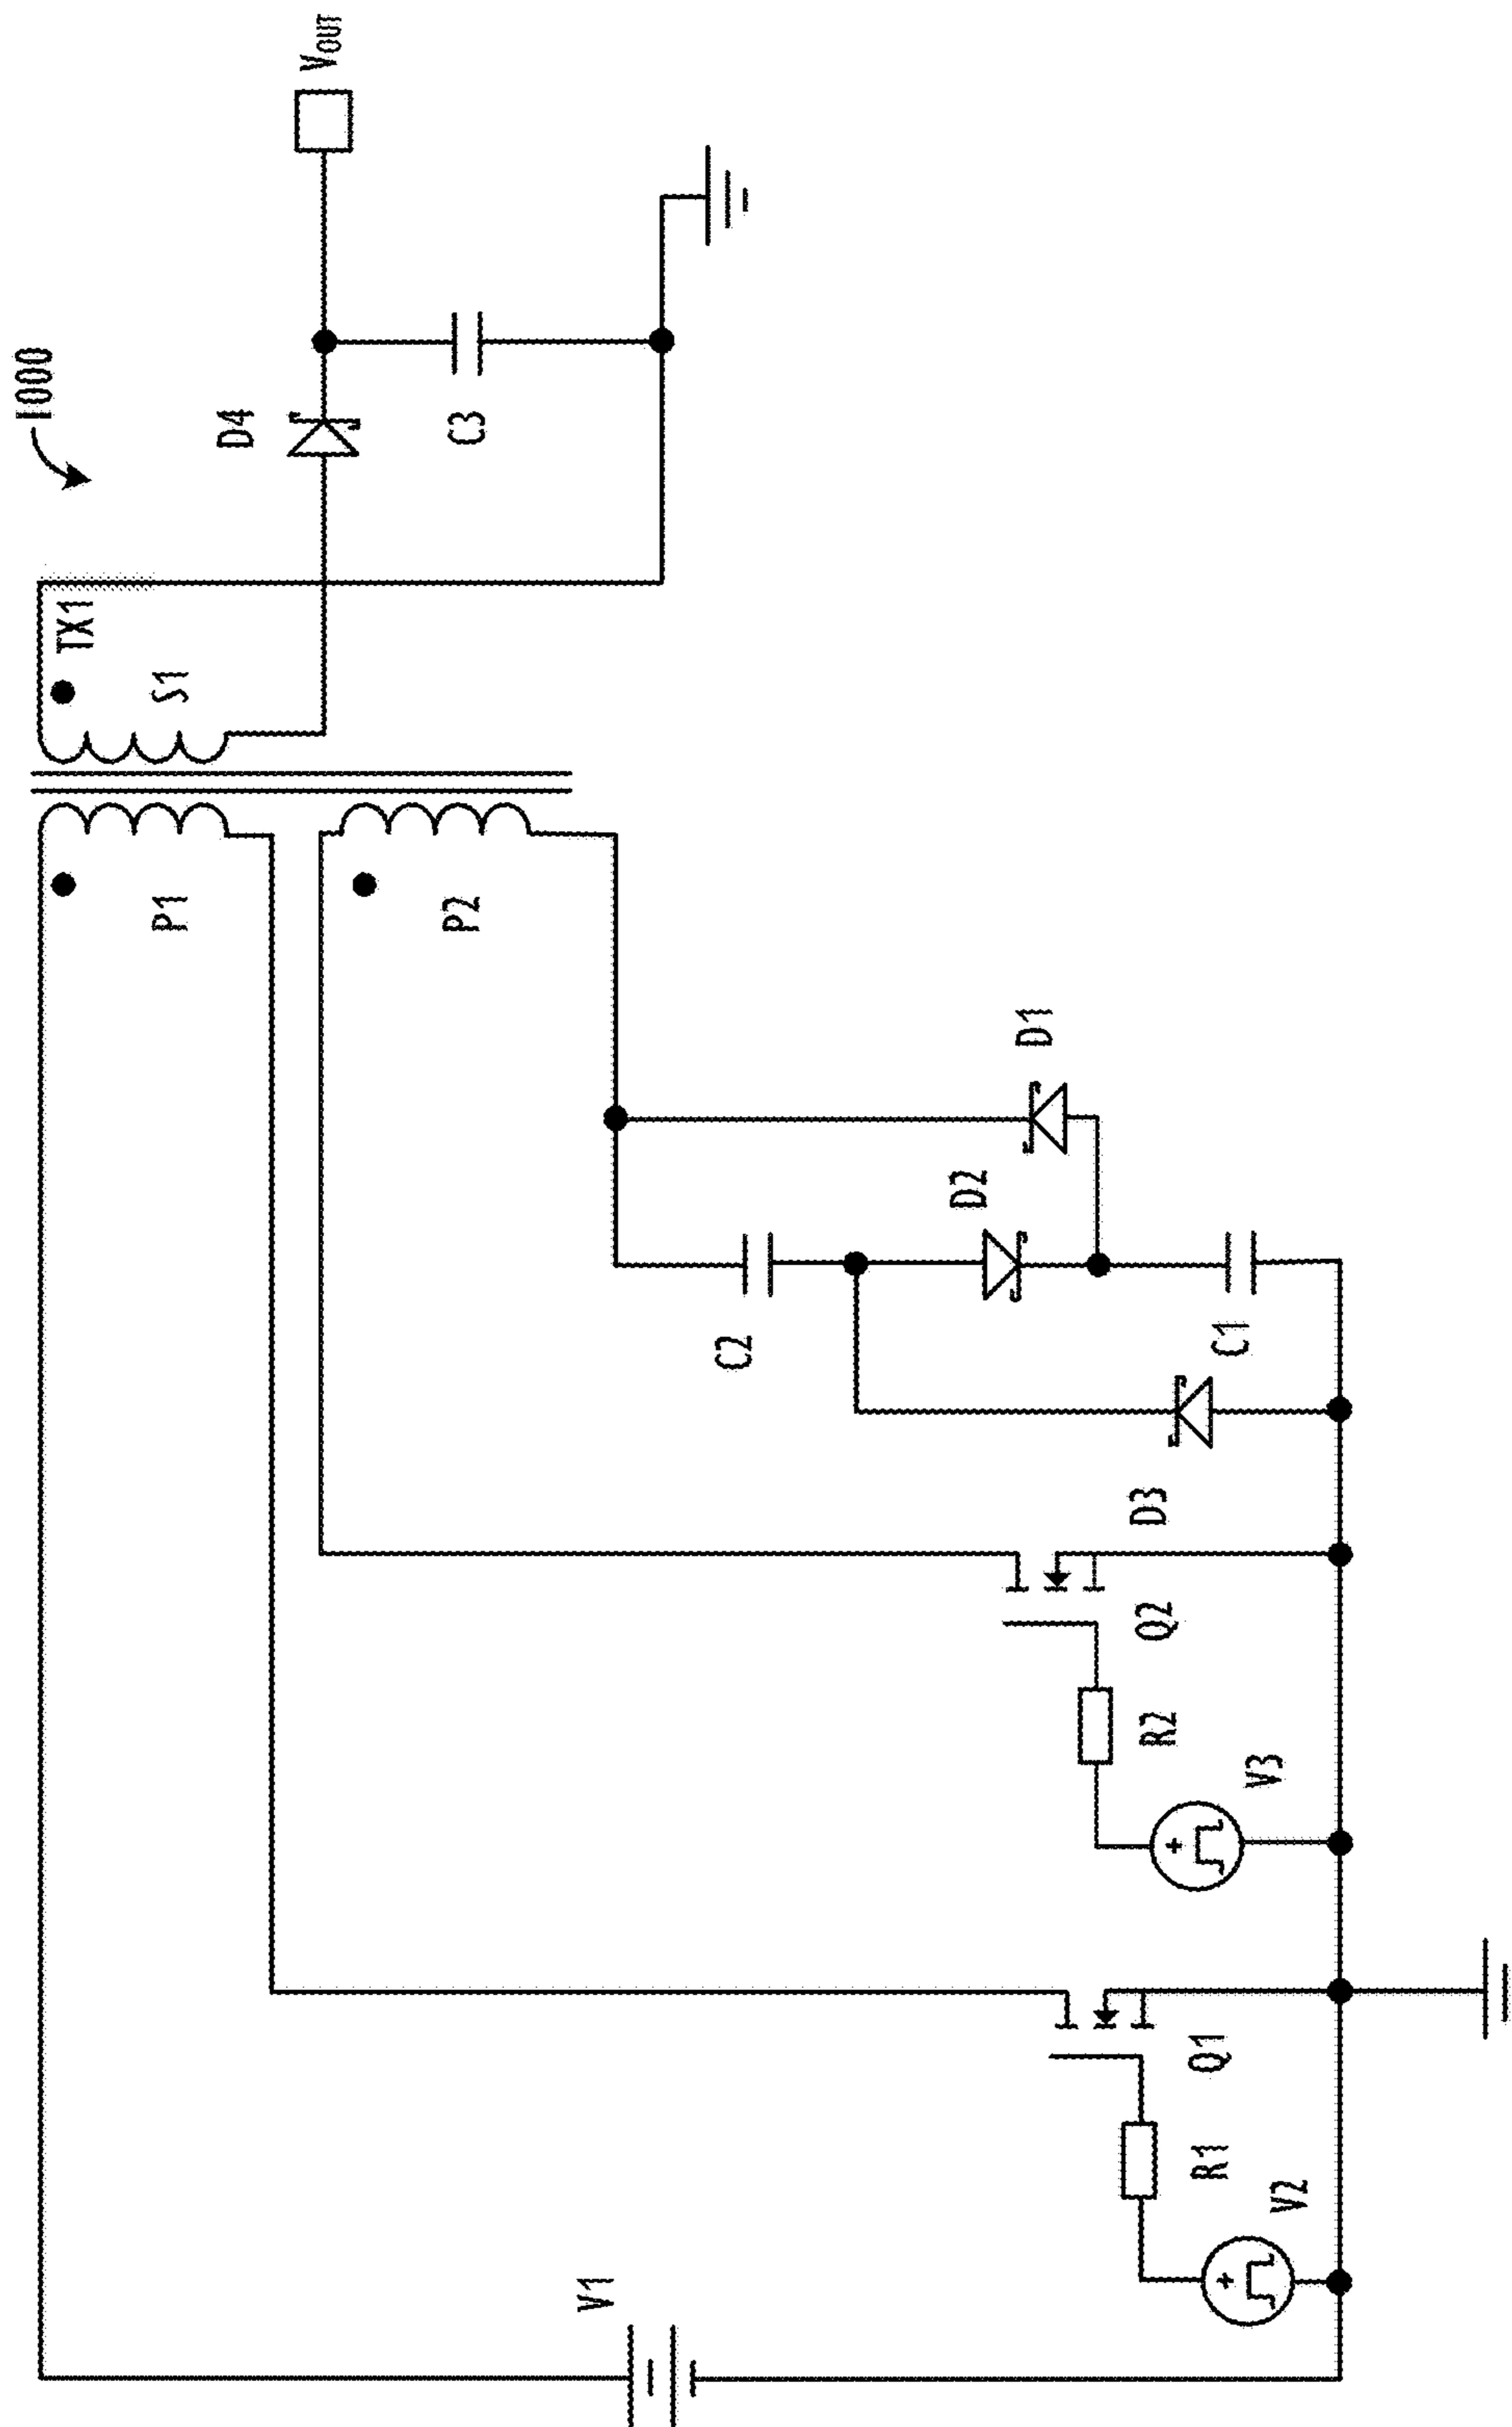 1000
TX1
S1
D4
C3
VOUT
P1
P2
D1
D2
C2
C1
D3
Q2
R2
V3
Q1
R1
V2
V1
+
+